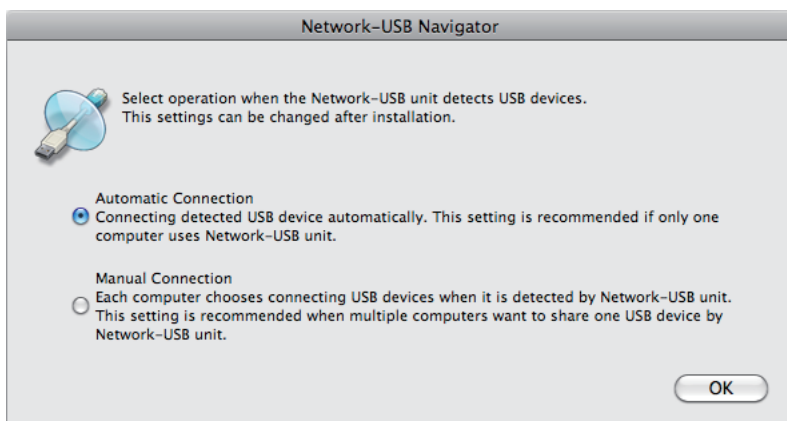 Network-USB Navigator
Select operation when the Network-USB unit detects USB devices.
This settings can be changed after installation.
Automatic Connection
Connecting detected USB device automatically. This setting is recommended if only one
computer uses Network-USB unit.
Manual Connection
Each computer chooses connecting USB devices when it is detected by Network-USB unit.
This setting is recommended when multiple computers want to share one USB device by
Network-USB unit.
OK